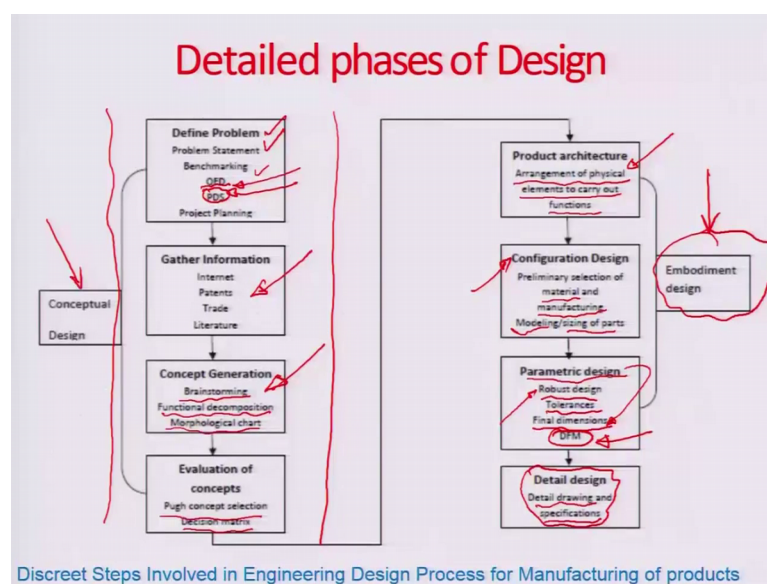 Detailed phases of Design
Define Problem
Problem Statement
Benchmarking
QFD
PDS
Project Planning
Gather Information
Internet
Patents
Trade
Literature
Conceptual
Design
Concept Generation
Brainstorming
Functional decomposition
Morphological chart
Evaluation of
concepts
Pugh concept selection
Decision matrix
Product architecture
Arrangement of physical
elements to carry out
functions
Configuration Design
Preliminary selection of
material and
manufacturing
Modeling/sizing of parts
Embodiment
design
Parametric design
Robust design
Tolerances
Final dimensions
DFM
Detail design
Detail drawing and
specifications
Discreet Steps Involved in Engineering Design Process for Manufacturing of products